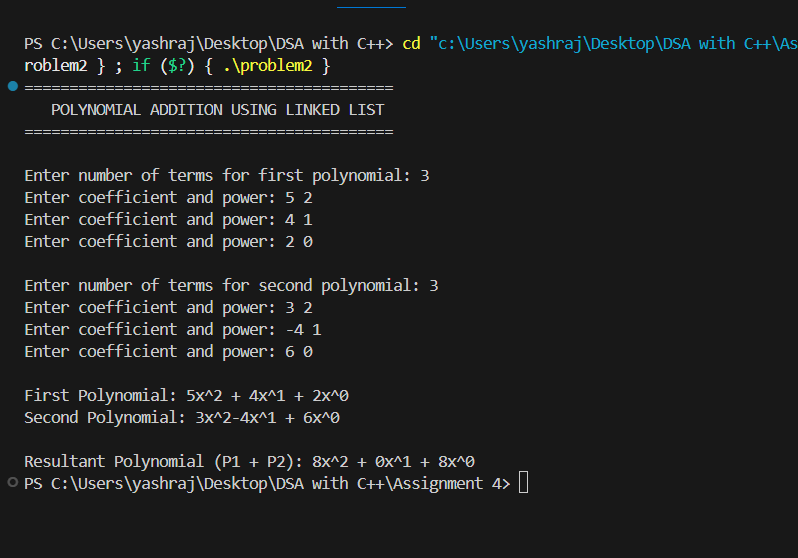 PS C:\Users\yashraj\Desktop\DSA with C++> cd "c:\Users\yashraj\Desktop\DSA with C++\As
roblem2 } ; if ($?) { .\problem2 }
=========================================
   POLYNOMIAL ADDITION USING LINKED LIST
=========================================

Enter number of terms for first polynomial: 3
Enter coefficient and power: 5 2
Enter coefficient and power: 4 1
Enter coefficient and power: 2 0

Enter number of terms for second polynomial: 3
Enter coefficient and power: 3 2
Enter coefficient and power: -4 1
Enter coefficient and power: 6 0

First Polynomial: 5x^2 + 4x^1 + 2x^0
Second Polynomial: 3x^2-4x^1 + 6x^0

Resultant Polynomial (P1 + P2): 8x^2 + 0x^1 + 8x^0
PS C:\Users\yashraj\Desktop\DSA with C++\Assignment 4>